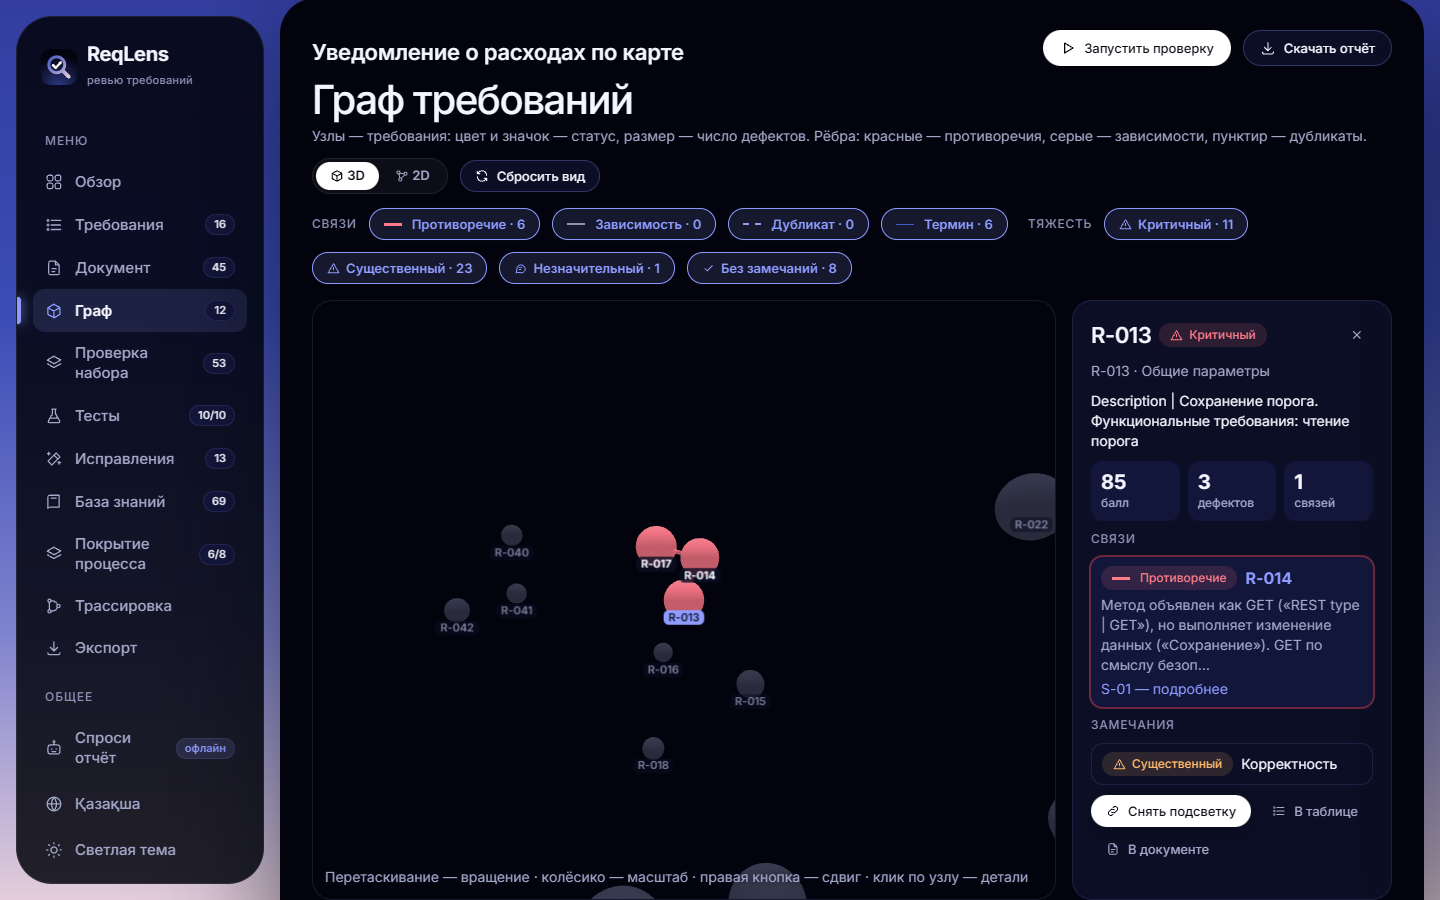 ReqLens
ревью требований
МЕНЮ
Обзор
Требования 16
Документ 45
Граф 12
Проверка
набора 53
Тесты 10/10
Исправления 13
База знаний 69
Покрытие
процесса 6/8
Трассировка
Экспорт
ОБЩЕЕ
Спроси
отчёт офлайн
Қазақша
Светлая тема
Уведомление о расходах по карте
Запустить проверку
Скачать отчёт
Граф требований
Узлы — требования: цвет и значок — статус, размер — число дефектов. Рёбра: красные — противоречия, серые — зависимости, пунктир — дубликаты.
3D 2D Сбросить вид
СВЯЗИ Противоречие · 6 Зависимость · 0 Дубликат · 0 Термин · 6 ТЯЖЕСТЬ Критичный · 11
Существенный · 23 Незначительный · 1 Без замечаний · 8
R-022
R-040
R-017
R-014
R-041
R-013
R-042
R-016
R-015
R-018
Перетаскивание — вращение · колёсико — масштаб · правая кнопка — сдвиг · клик по узлу — детали
R-013 Критичный
R-013 · Общие параметры
Description | Сохранение порога.
Функциональные требования: чтение
порога
85 3 1
балл дефектов связей
СВЯЗИ
Противоречие R-014
Метод объявлен как GET («REST type
| GET»), но выполняет изменение
данных («Сохранение»). GET по
смыслу безоп...
S-01 — подробнее
ЗАМЕЧАНИЯ
Существенный Корректность
Снять подсветку В таблице
В документе